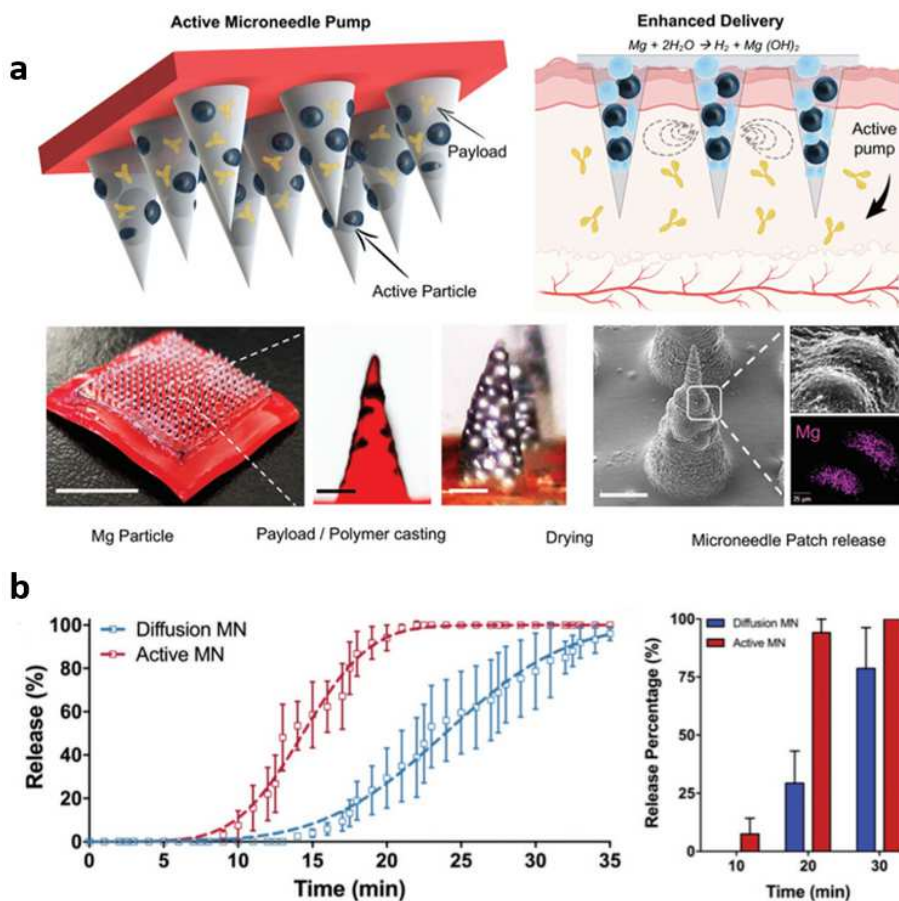 a
Active Microneedle Pump
Payload
Active Particle
Enhanced Delivery
Mg + 2H₂O → H₂ + Mg (OH)₂
Active
pump
Mg
25 μm
Mg Particle
Payload / Polymer casting
Drying
Microneedle Patch release
b
Release (%)
100
80
60
40
20
0
Diffusion MN
Active MN
0 5 10 15 20 25 30 35
Time (min)
Release Percentage (%)
100
75
50
25
0
Diffusion MN
Active MN
10 20 30
Time (min)